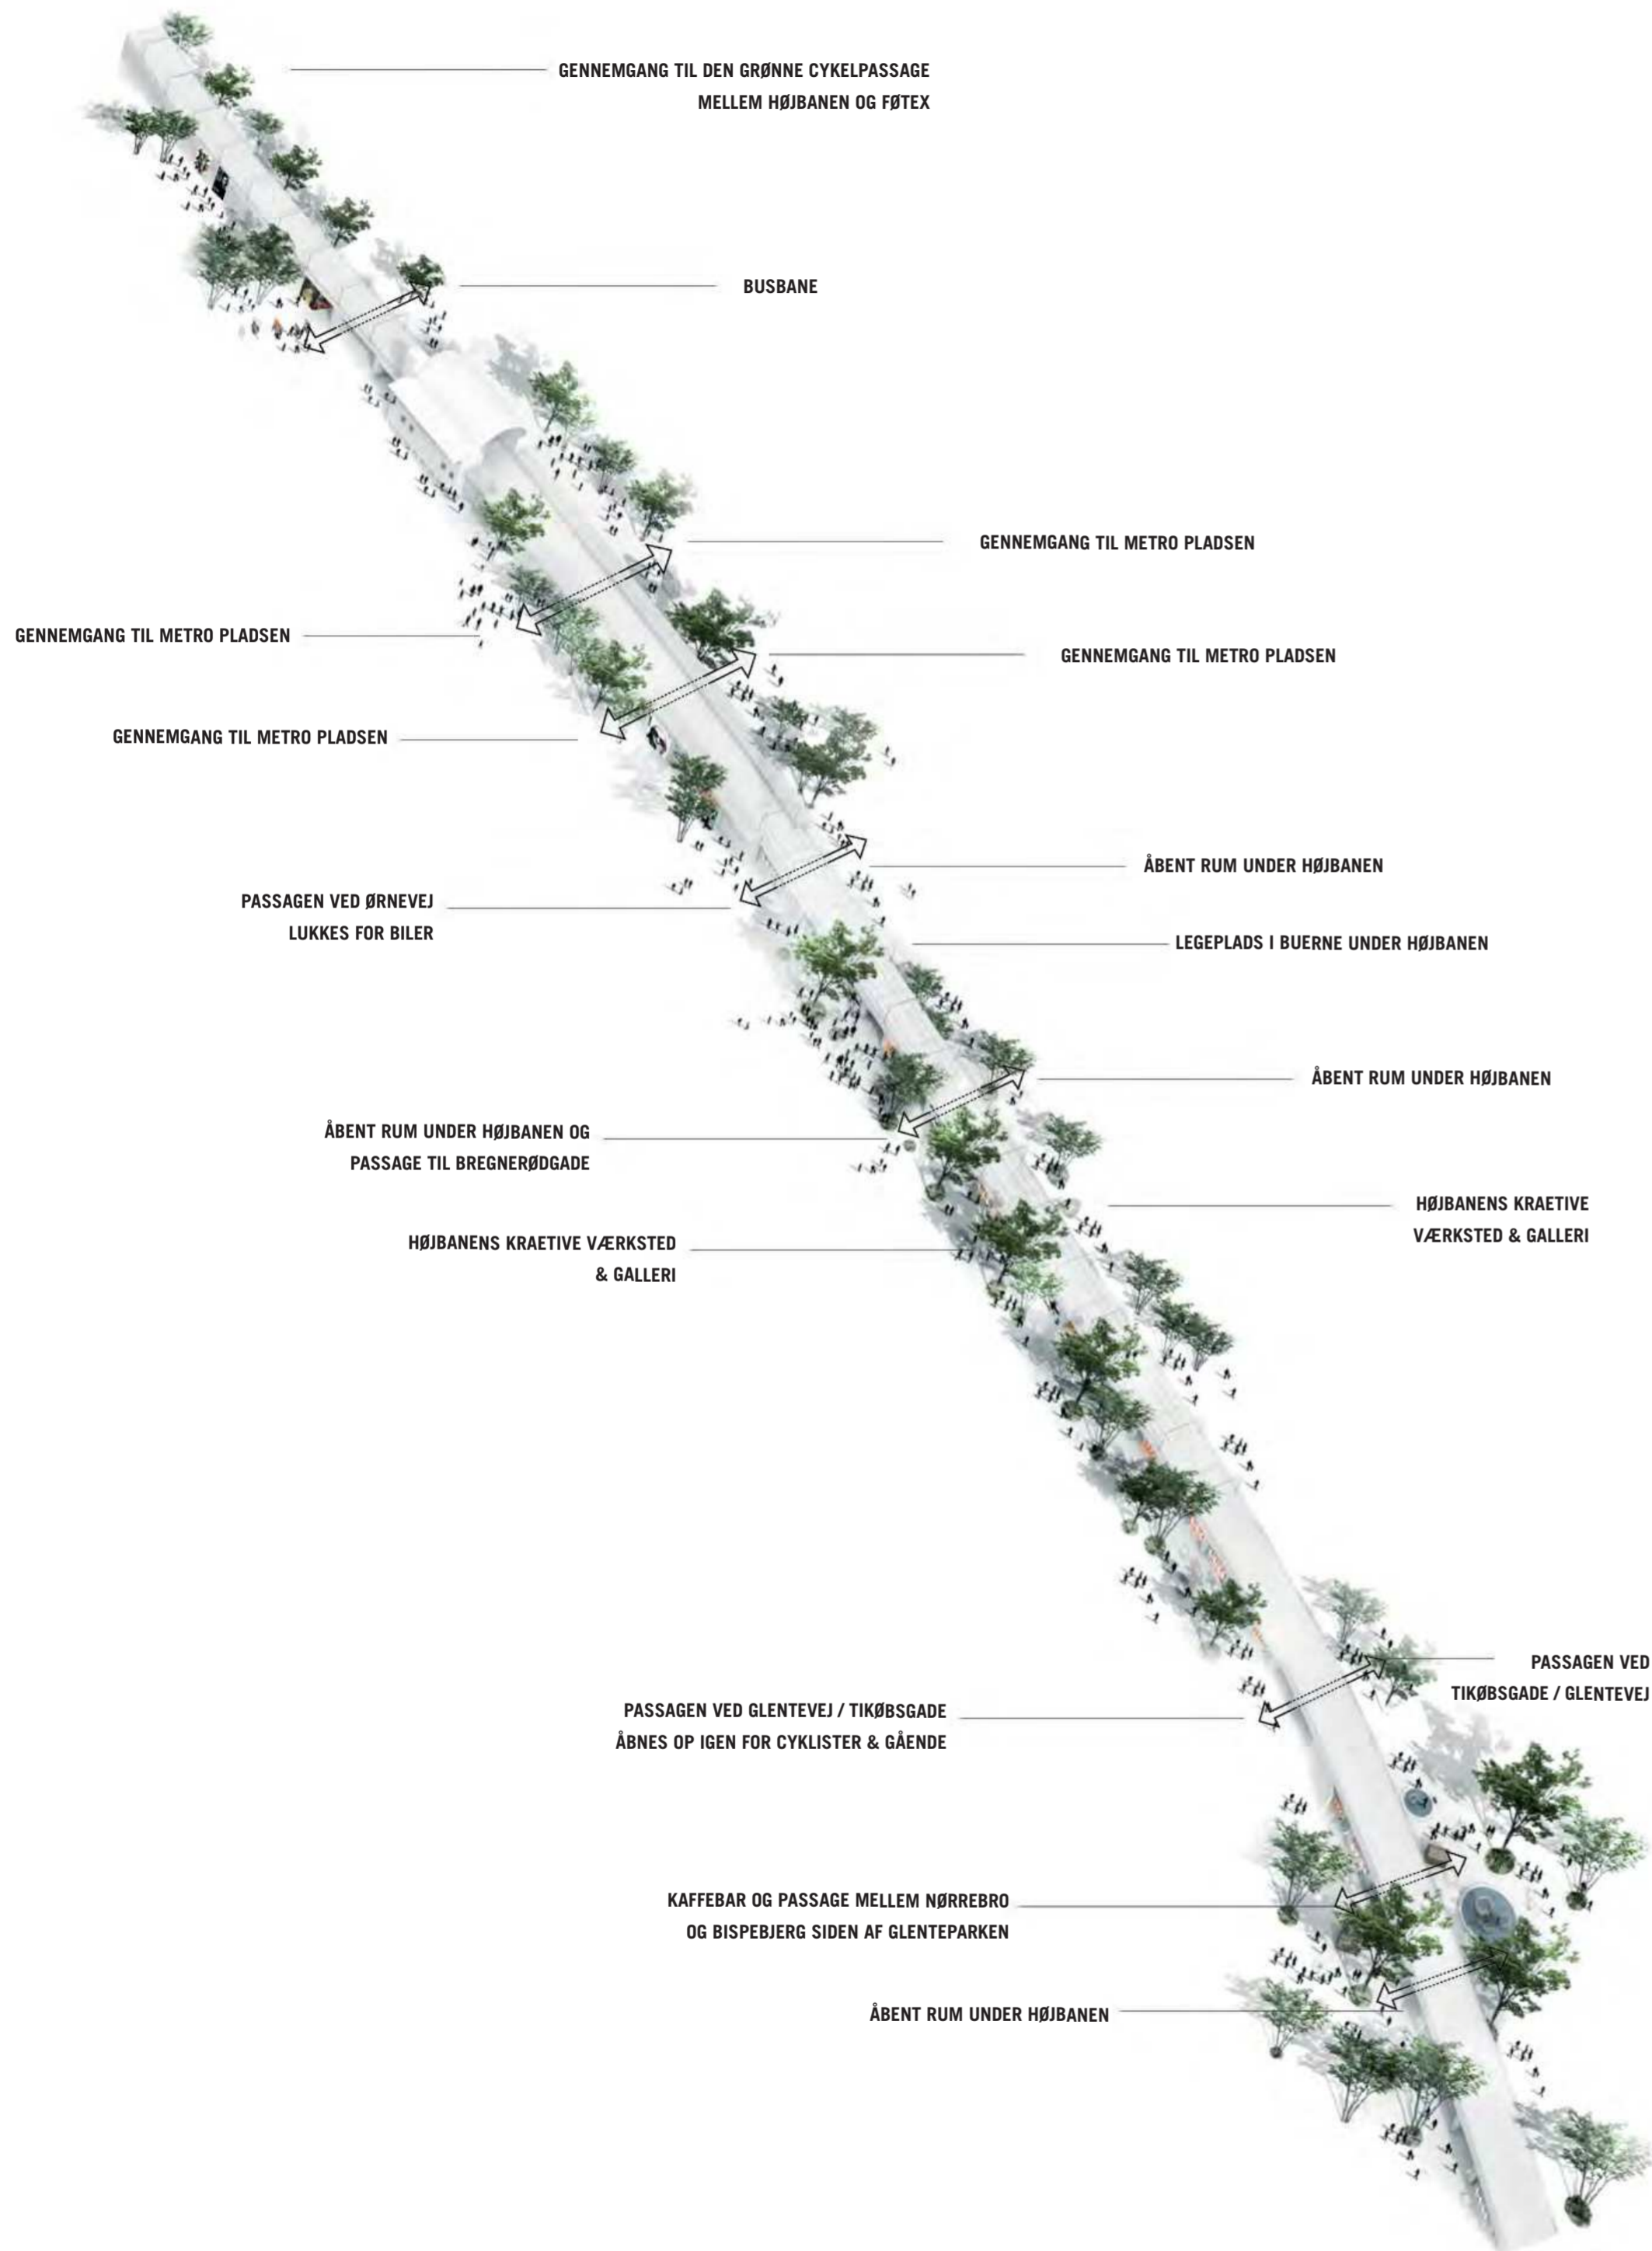 GENNEMGANG TIL DEN GRØNNE CYKELPASSAGE
MELLEM HØJBANEN OG FØTEX
BUSBANE
GENNEMGANG TIL METRO PLADSEN
GENNEMGANG TIL METRO PLADSEN
GENNEMGANG TIL METRO PLADSEN
GENNEMGANG TIL METRO PLADSEN
ÅBENT RUM UNDER HØJBANEN
PASSAGEN VED ØRNEVEJ
LUKKES FOR BILER
LEGEPLADS I BUERNE UNDER HØJBANEN
ÅBENT RUM UNDER HØJBANEN
ÅBENT RUM UNDER HØJBANEN OG
PASSAGE TIL BREGNERØDGADE
HØJBANENS KRAETIVE
VÆRKSTED & GALLERI
HØJBANENS KRAETIVE VÆRKSTED
& GALLERI
PASSAGEN VED
TIKØBSGADE / GLENTEVEJ
PASSAGEN VED GLENTEVEJ / TIKØBSGADE
ÅBNES OP IGEN FOR CYKLISTER & GÅENDE
KAFFEBAR OG PASSAGE MELLEM NØRREBRO
OG BISPEBJERG SIDEN AF GLENTEPARKEN
ÅBENT RUM UNDER HØJBANEN